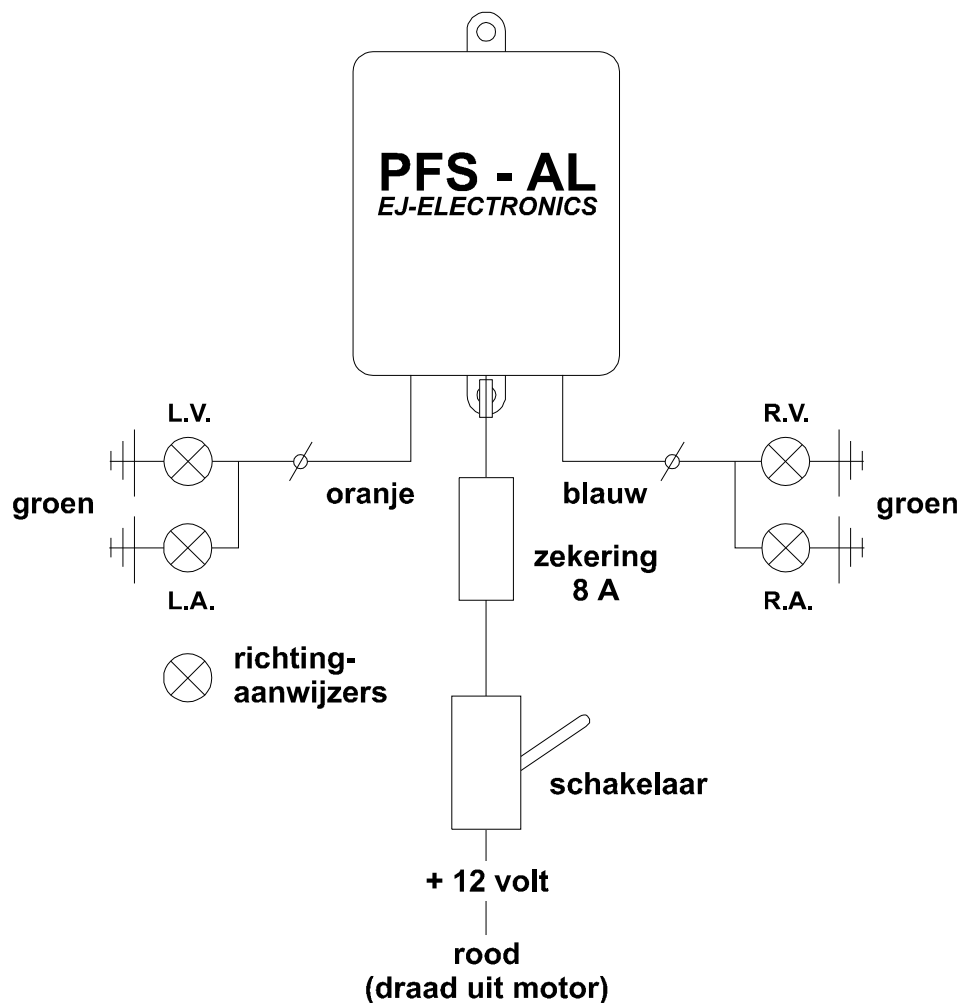 PFS - AL
EJ-ELECTRONICS
L.V.
R.V.
groen
oranje
blauw
groen
L.A.
zekering
8 A
R.A.
richting-
aanwijzers
schakelaar
+ 12 volt
rood
(draad uit motor)